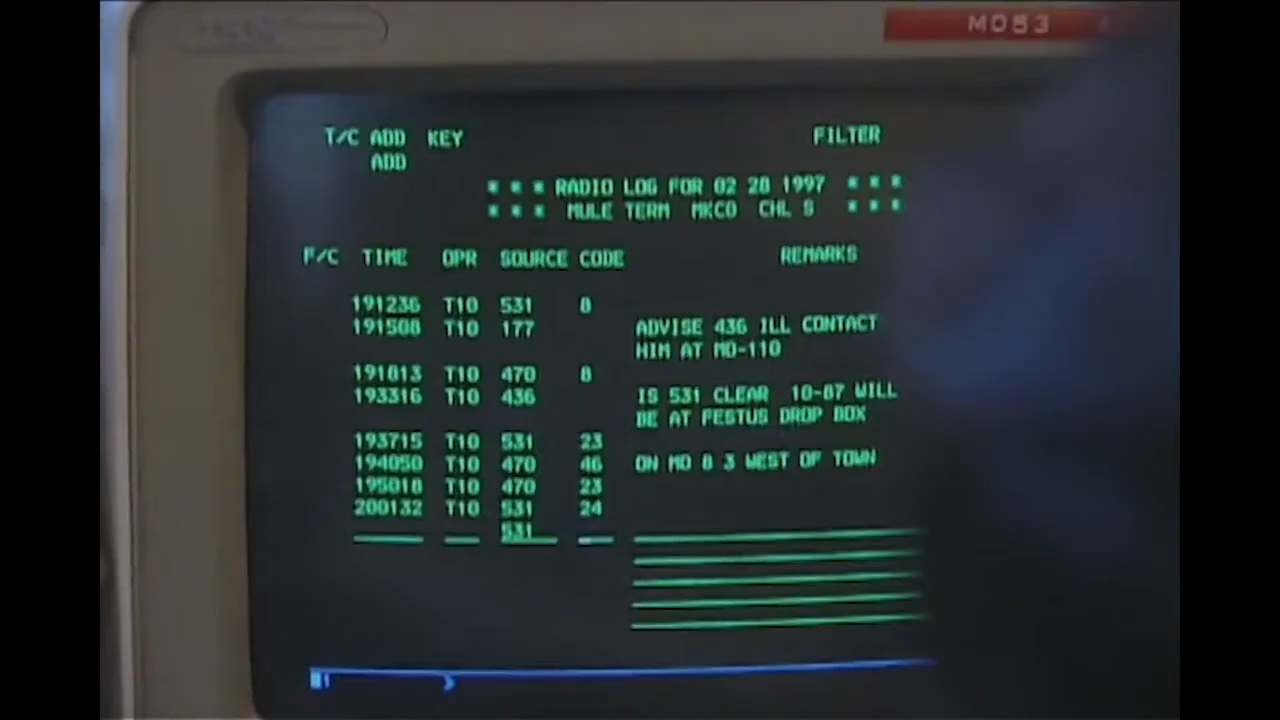 MO53
T/C ADD KEY FILTER
ADD
* * * RADIO LOG FOR 02 28 1997 * * *
* * * MULE TERM MKCO CHL S * * *
F/C TIME OPR SOURCE CODE REMARKS
191236 T10 531 8
191508 T10 177 ADVISE 436 ILL CONTACT
HIM AT MO-110
191813 T10 470 8
193316 T10 436 IS 531 CLEAR 10-87 WILL
BE AT FESTUS DROP BOX
193715 T10 531 23
194050 T10 470 46 ON MO 8 3 WEST OF TOWN
195018 T10 470 23
200132 T10 531 24
531